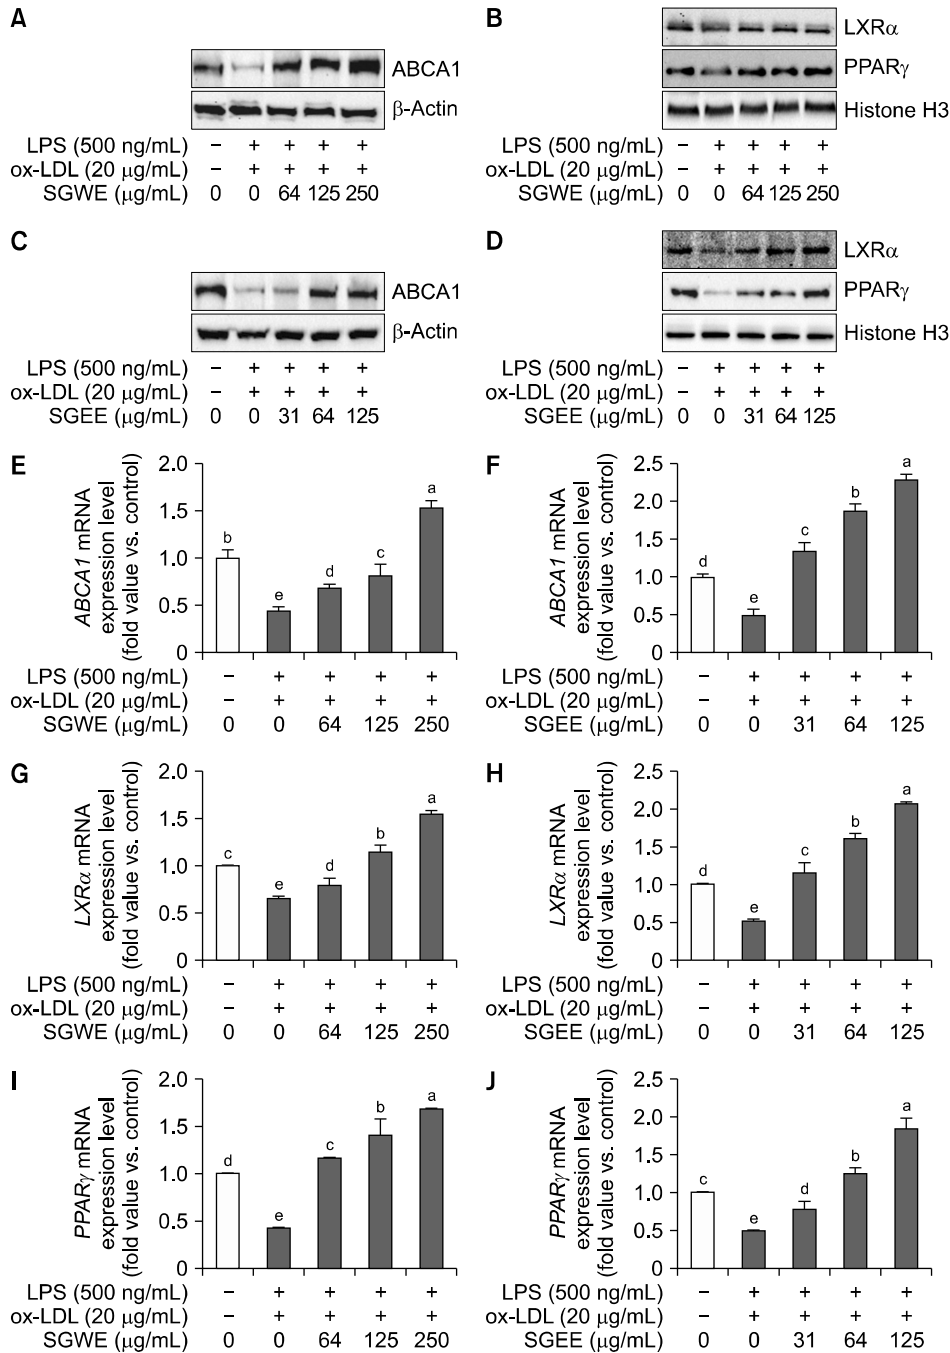 A
ABCA1
β-Actin
LPS (500 ng/mL) − + + + +
ox-LDL (20 μg/mL) − + + + +
SGWE (μg/mL) 0 0 64 125 250
B
LXRα
PPARγ
Histone H3
LPS (500 ng/mL) − + + + +
ox-LDL (20 μg/mL) − + + + +
SGWE (μg/mL) 0 0 64 125 250
C
ABCA1
β-Actin
LPS (500 ng/mL) − + + + +
ox-LDL (20 μg/mL) − + + + +
SGEE (μg/mL) 0 0 31 64 125
D
LXRα
PPARγ
Histone H3
LPS (500 ng/mL) − + + + +
ox-LDL (20 μg/mL) − + + + +
SGEE (μg/mL) 0 0 31 64 125
E
ABCA1 mRNA
expression level
(fold value vs. control)
2.0
1.5
1.0
0.5
0
b e d c a
LPS (500 ng/mL) − + + + +
ox-LDL (20 μg/mL) − + + + +
SGWE (μg/mL) 0 0 64 125 250
F
ABCA1 mRNA
expression level
(fold value vs. control)
2.5
2.0
1.5
1.0
0.5
0
d e c b a
LPS (500 ng/mL) − + + + +
ox-LDL (20 μg/mL) − + + + +
SGEE (μg/mL) 0 0 31 64 125
G
LXRα mRNA
expression level
(fold value vs. control)
2.0
1.5
1.0
0.5
0
c e d b a
LPS (500 ng/mL) − + + + +
ox-LDL (20 μg/mL) − + + + +
SGWE (μg/mL) 0 0 64 125 250
H
LXRα mRNA
expression level
(fold value vs. control)
2.5
2.0
1.5
1.0
0.5
0
d e c b a
LPS (500 ng/mL) − + + + +
ox-LDL (20 μg/mL) − + + + +
SGEE (μg/mL) 0 0 31 64 125
I
PPARγ mRNA
expression level
(fold value vs. control)
2.0
1.5
1.0
0.5
0
d e c b a
LPS (500 ng/mL) − + + + +
ox-LDL (20 μg/mL) − + + + +
SGWE (μg/mL) 0 0 64 125 250
J
PPARγ mRNA
expression level
(fold value vs. control)
2.5
2.0
1.5
1.0
0.5
0
c e d b a
LPS (500 ng/mL) − + + + +
ox-LDL (20 μg/mL) − + + + +
SGEE (μg/mL) 0 0 31 64 125